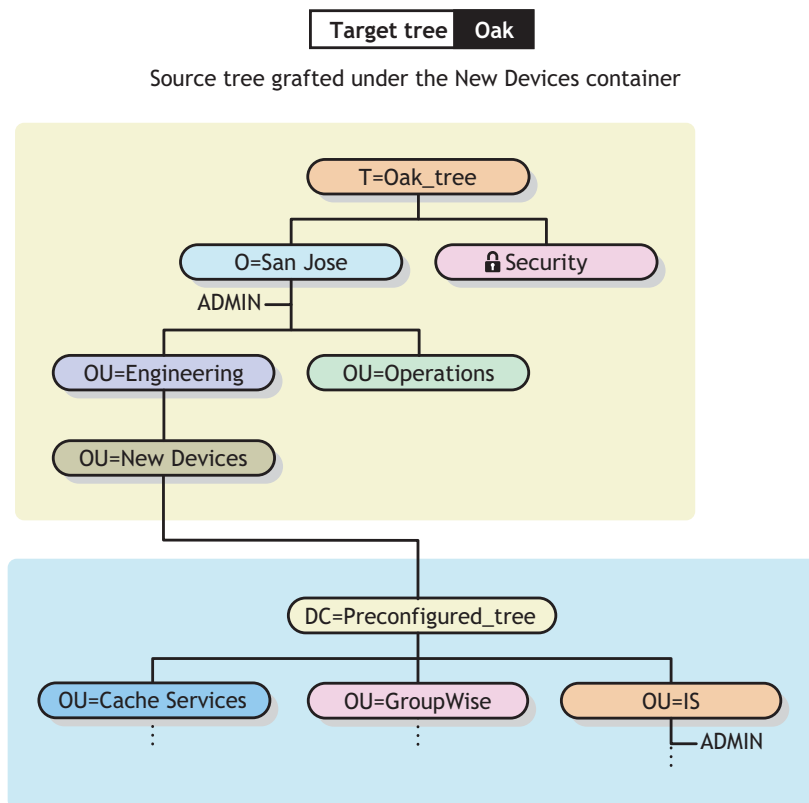 Target tree Oak
Source tree grafted under the New Devices container
T=Oak_tree
O=San Jose
Security
ADMIN
OU=Engineering
OU=Operations
OU=New Devices
DC=Preconfigured_tree
OU=Cache Services
OU=GroupWise
OU=IS
ADMIN